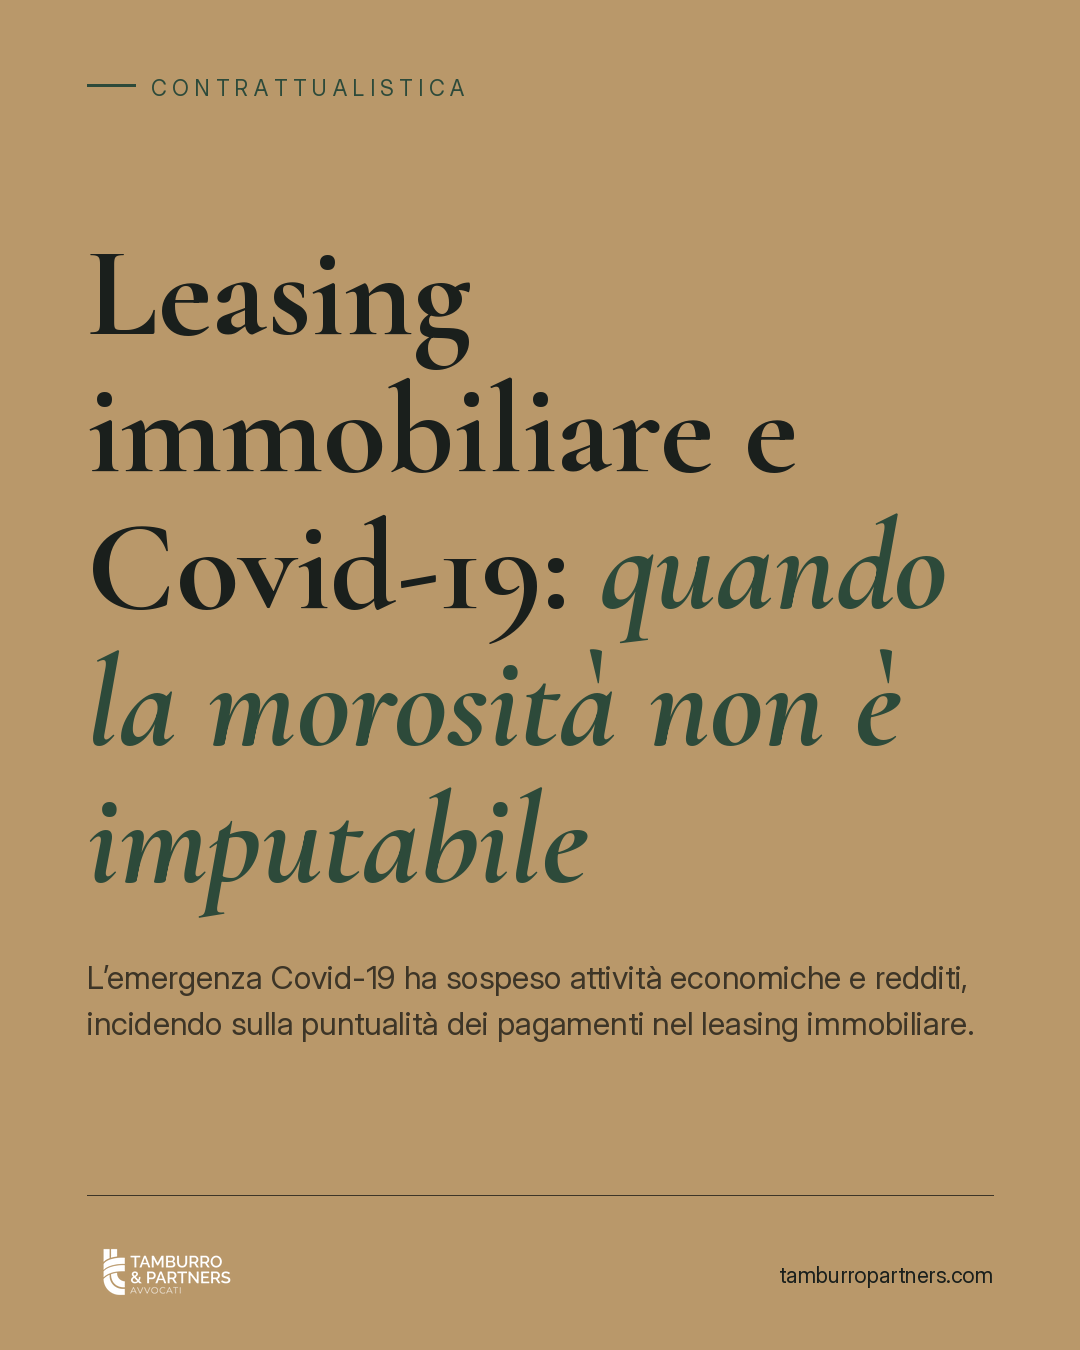 CONTRATTUALISTICA
Leasing
immobiliare e
Covid-19: quando
la morosità non è
imputabile
L’emergenza Covid-19 ha sospeso attività economiche e redditi,
incidendo sulla puntualità dei pagamenti nel leasing immobiliare.
TAMBURRO
& PARTNERS
AVVOCATI
tamburropartners.com